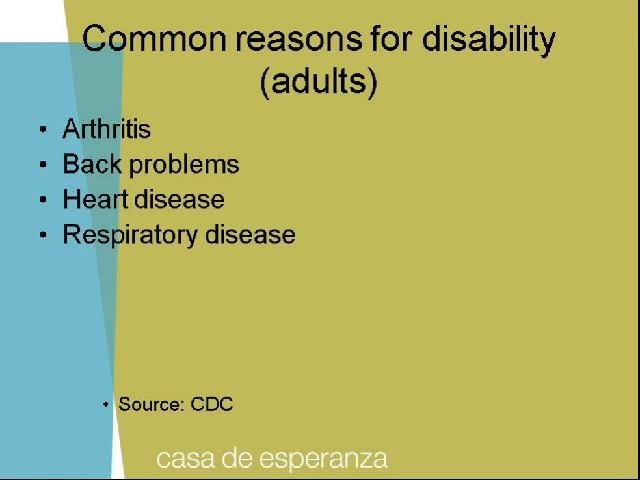 Common reasons for disability
(adults)
• Arthritis
• Back problems
• Heart disease
• Respiratory disease
• Source: CDC
casa de esperanza